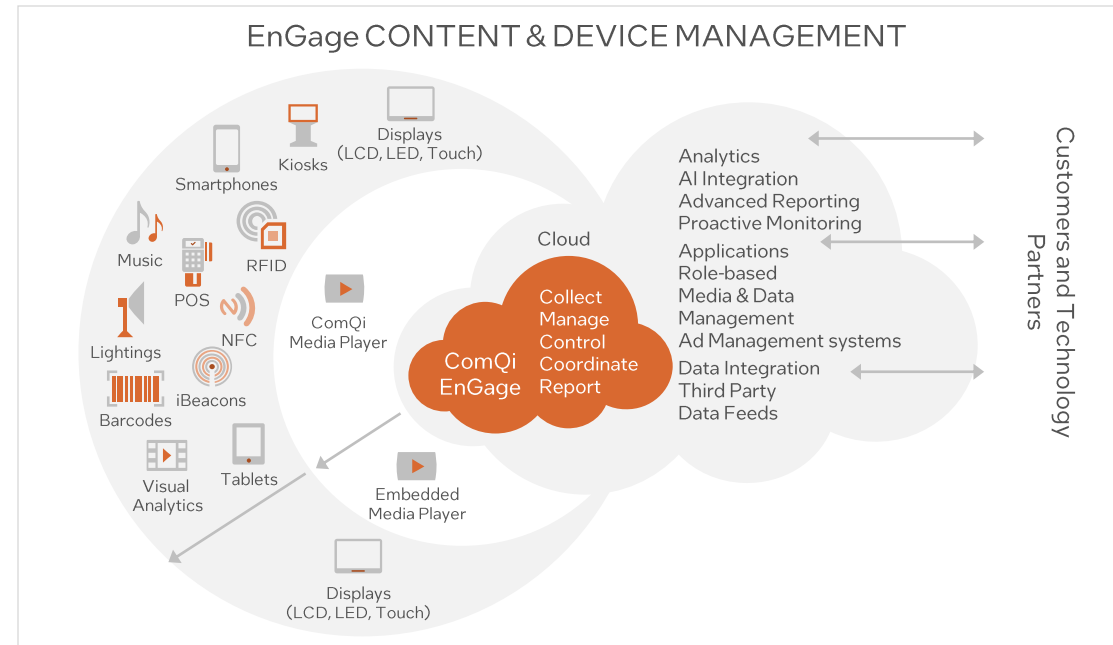 EnGage CONTENT & DEVICE MANAGEMENT
Displays
(LCD, LED, Touch)
Kiosks
Smartphones
Music
POS
RFID
Lightings
NFC
iBeacons
Barcodes
Visual
Analytics
Tablets
ComQi
Media Player
Embedded
Media Player
Displays
(LCD, LED, Touch)
Cloud
ComQi
EnGage
Collect
Manage
Control
Coordinate
Report
Analytics
AI Integration
Advanced Reporting
Proactive Monitoring
Applications
Role-based
Media & Data
Management
Ad Management systems
Data Integration
Third Party
Data Feeds
Customers and Technology
Partners